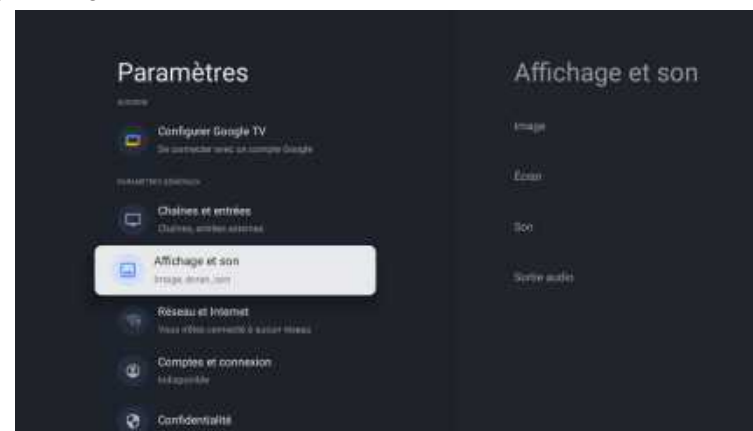 Paramètres
Configurer Google TV
Se connecter avec un compte Google
PARAMÈTRES GÉNÉRAUX
Chaînes et entrées
Chaînes, entrées externes
Affichage et son
Image, écran, son
Réseau et Internet
Vous n'êtes connecté à aucun réseau
Comptes et connexion
Indisponible
Confidentialité
Affichage et son
Image
Écran
Son
Sortie audio